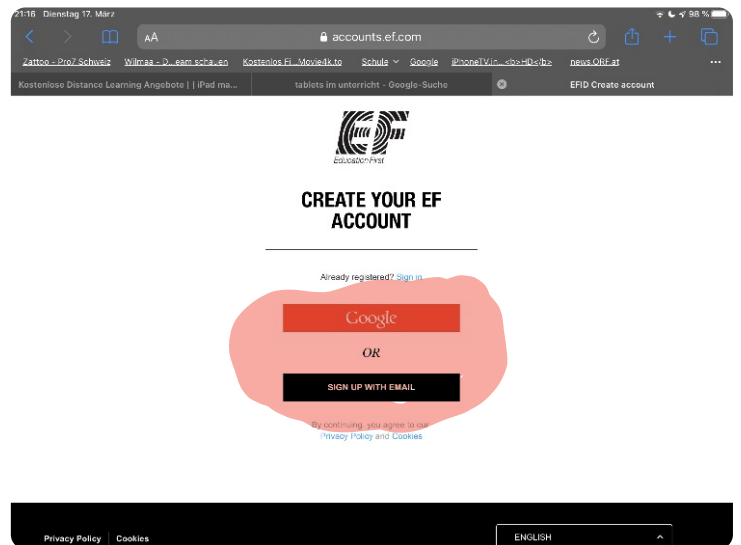 21:16 Dienstag 17. März 98 %
AA accounts.ef.com
Zattoo - Pro7 Schweiz Wilmaa - D...eam schauen Kostenlos Fi...Movie4k.to Schule Google iPhoneTV.in...<b>HD</b> news.ORF.at
Kostenlose Distance Learning Angebote | | iPad ma... tablets im unterricht - Google-Suche EFID Create account
EF
Education First
CREATE YOUR EF
ACCOUNT
Already registered? Sign in
Google
OR
SIGN UP WITH EMAIL
By continuing, you agree to our
Privacy Policy and Cookies
Privacy Policy Cookies ENGLISH